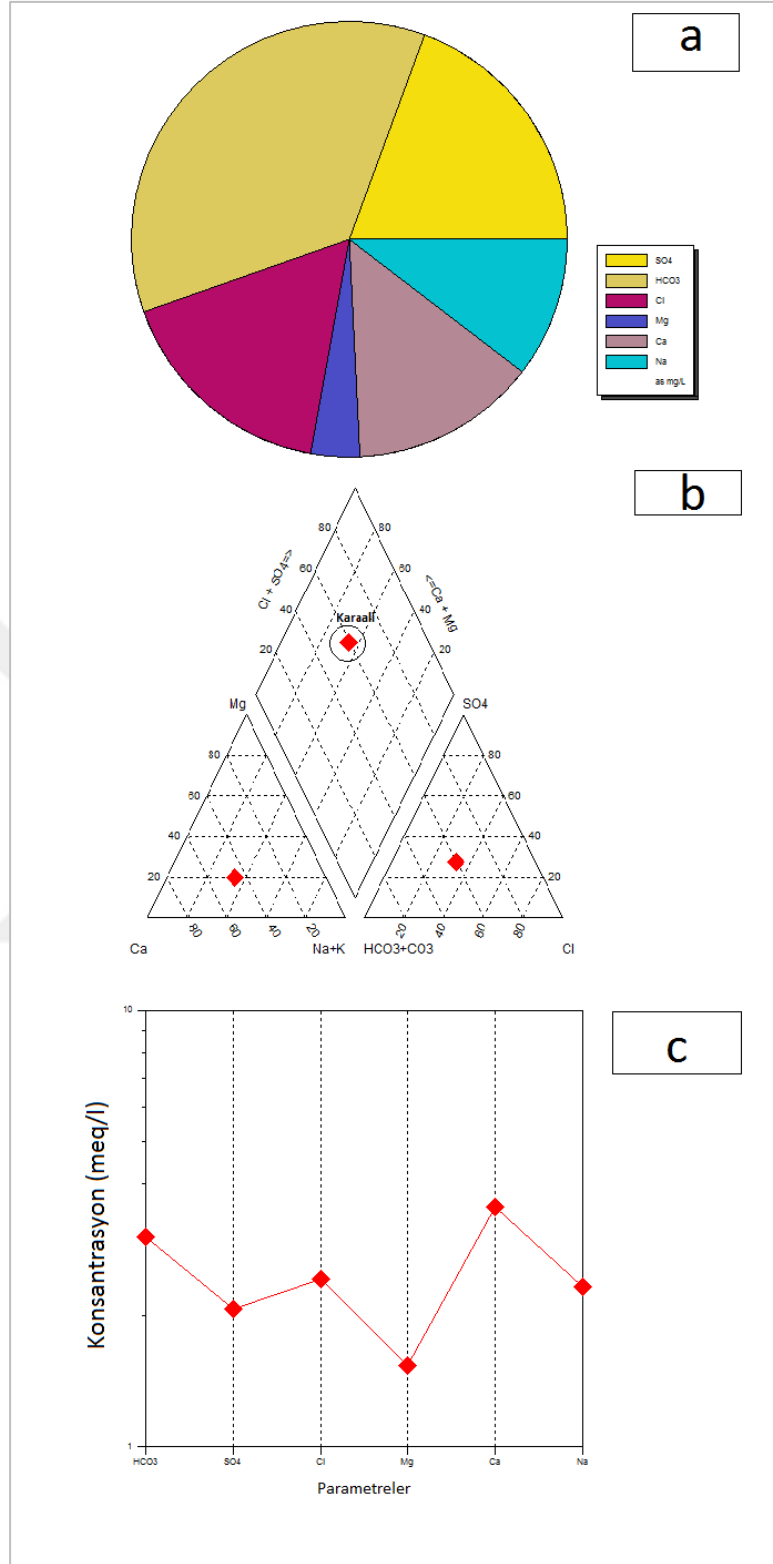 a
SO4
HCO3
Cl
Mg
Ca
Na
as mg/L
b
80 80
60 60
40 40
20 20
Cl + SO4=>
<=Ca + Mg
Karaali
Mg SO4
80 80
60 60
40 40
20 20
80 60 40 20 20 40 60 80
Ca Na+K HCO3+CO3 Cl
c
10
1
Konsantrasyon (meq/l)
HCO3 SO4 Cl Mg Ca Na
Parametreler